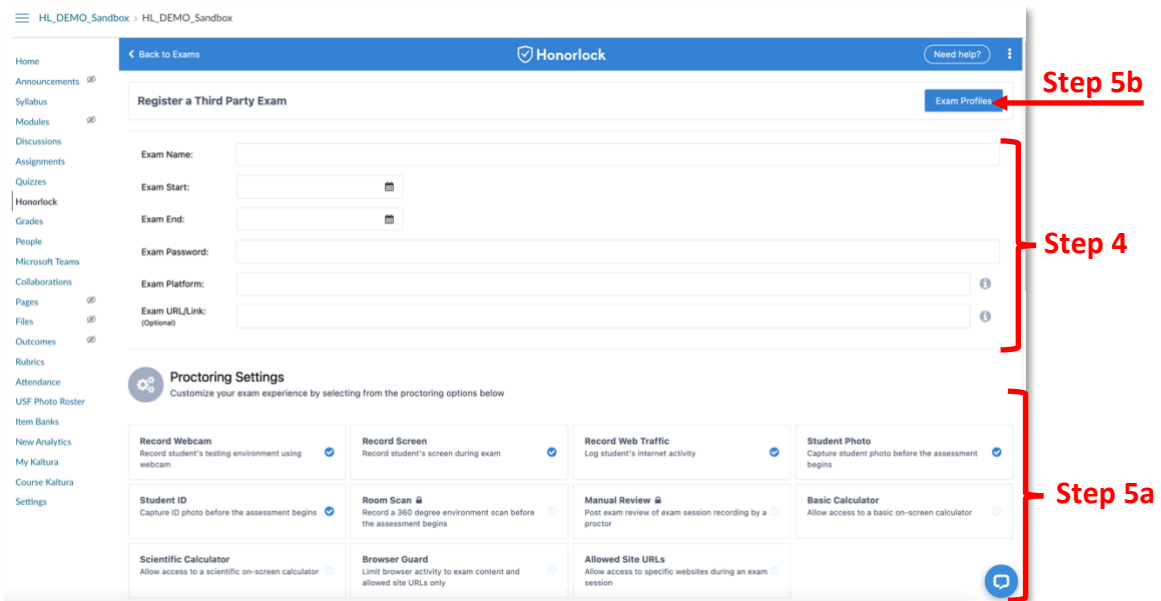 HL_DEMO_Sandbox > HL_DEMO_Sandbox
Home
Announcements
Syllabus
Modules
Discussions
Assignments
Quizzes
Honorlock
Grades
People
Microsoft Teams
Collaborations
Pages
Files
Outcomes
Rubrics
Attendance
USF Photo Roster
Item Banks
New Analytics
My Kaltura
Course Kaltura
Settings
Back to Exams
Honorlock
Need help?
Register a Third Party Exam
Exam Profiles
Step 5b
Exam Name:
Exam Start:
Exam End:
Exam Password:
Exam Platform:
Exam URL/Link:
(Optional)
Step 4
Proctoring Settings
Customize your exam experience by selecting from the proctoring options below
Record Webcam
Record student's testing environment using
webcam
Record Screen
Record student's screen during exam
Record Web Traffic
Log student's internet activity
Student Photo
Capture student photo before the assessment
begins
Student ID
Capture ID photo before the assessment begins
Room Scan
Record a 360 degree environment scan before
the assessment begins
Manual Review
Post exam review of exam session recording by a
proctor
Basic Calculator
Allow access to a basic on-screen calculator
Scientific Calculator
Allow access to a scientific on-screen calculator
Browser Guard
Limit browser activity to exam content and
allowed site URLs only
Allowed Site URLs
Allow access to specific websites during an exam
session
Step 5a